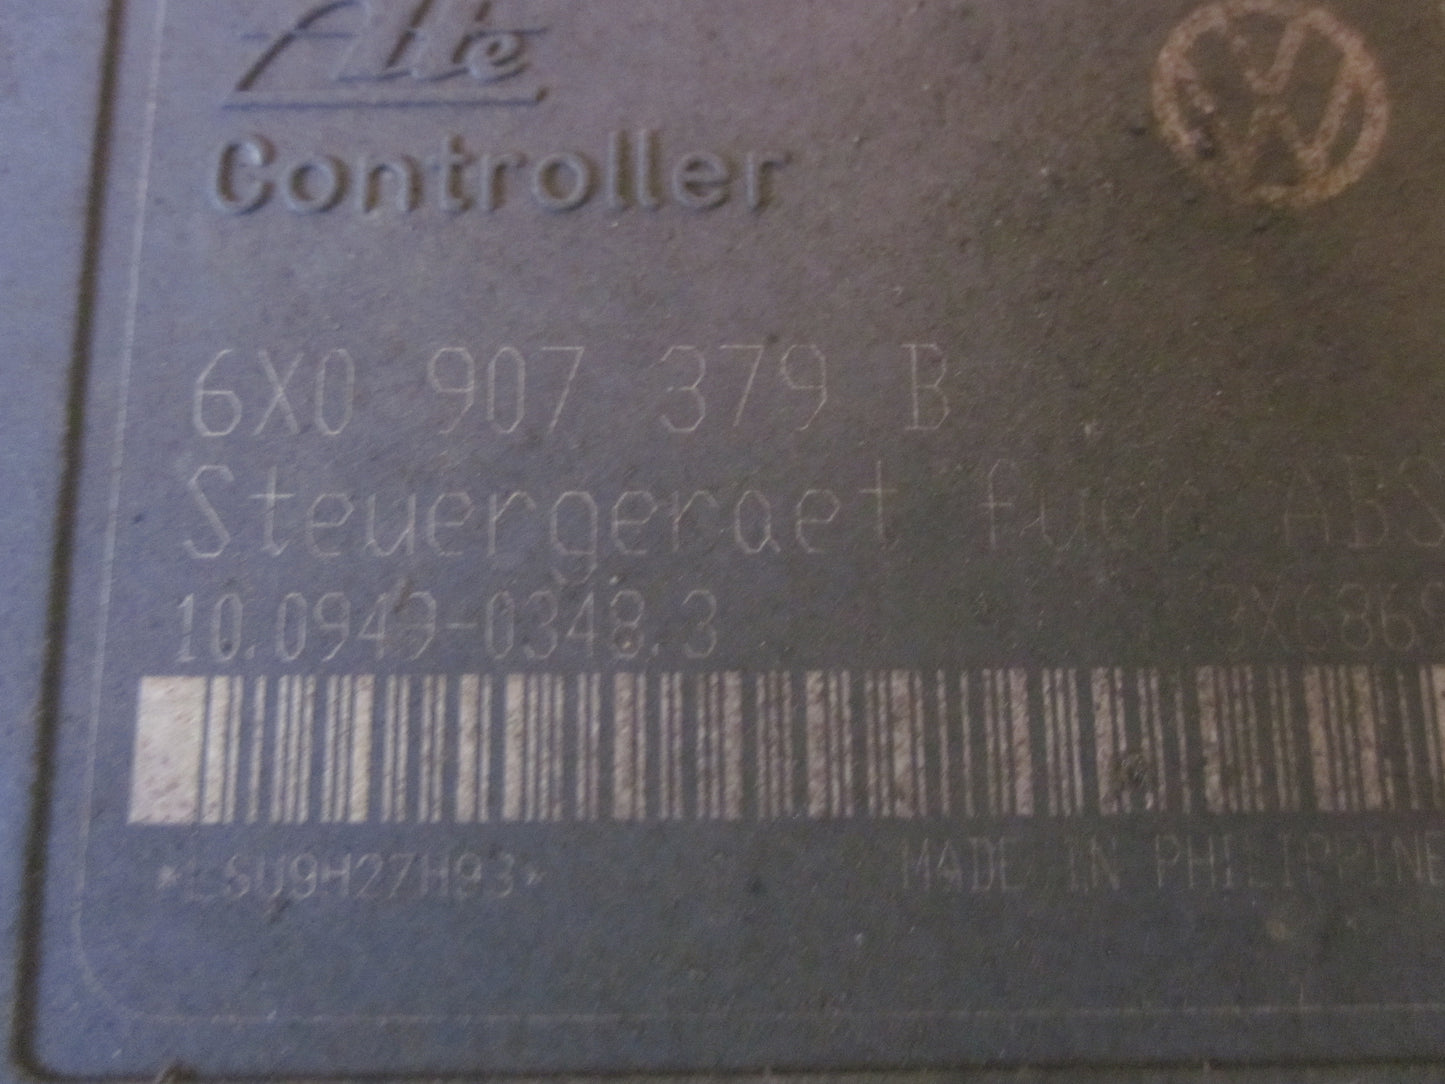 Ate
Controller
6X0 907 379 B
Steuergeraet fuer ABS
10.0949-0348.3
*LSU9H27H93*
MADE IN PHILIPPINE